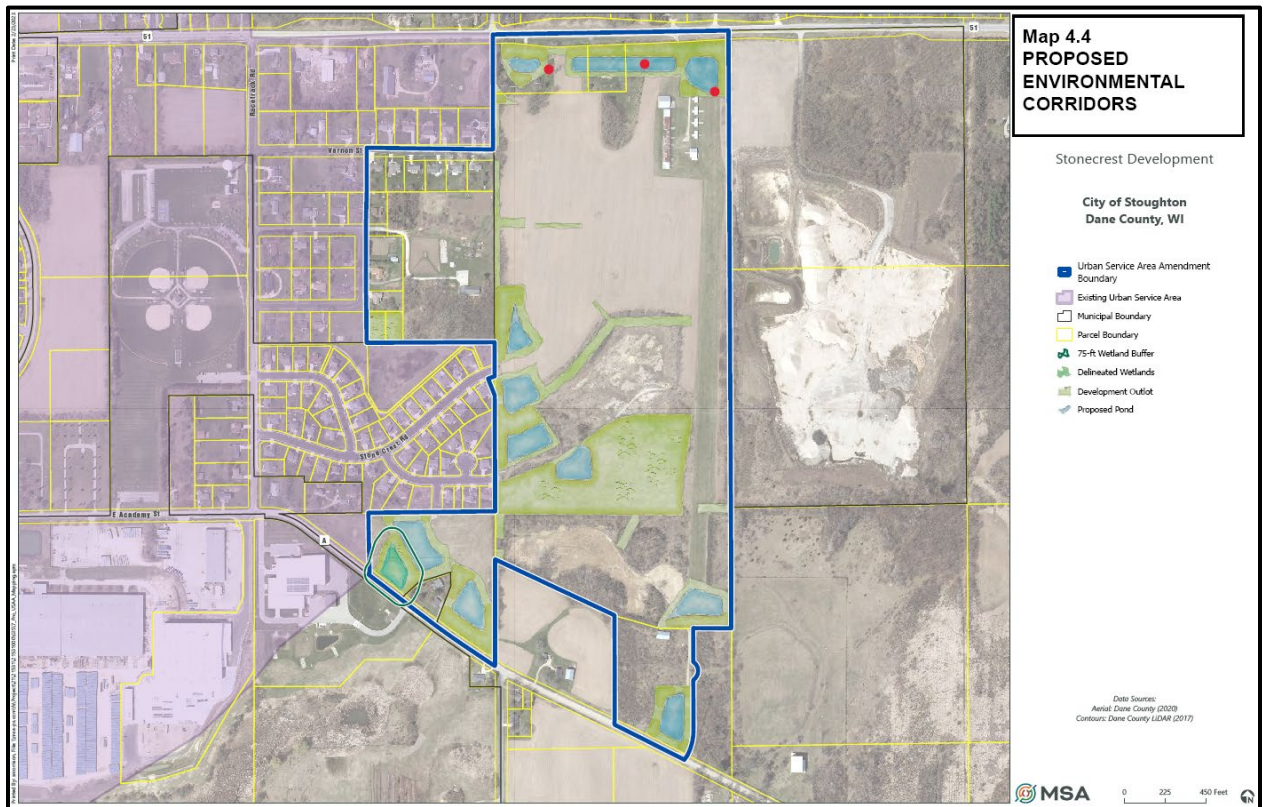 Map 4.4
PROPOSED
ENVIRONMENTAL
CORRIDORS
Stonecrest Development
City of Stoughton
Dane County, WI
Urban Service Area Amendment
Boundary
Existing Urban Service Area
Municipal Boundary
Parcel Boundary
75-ft Wetland Buffer
Delineated Wetlands
Development Outlot
Proposed Pond
Data Sources:
Aerial: Dane County (2020)
Contours: Dane County LiDAR (2017)
MSA
0 225 450 Feet
N
51
51
Racetrack Rd
Vernon St
Stone Crest Rd
E Academy St
A